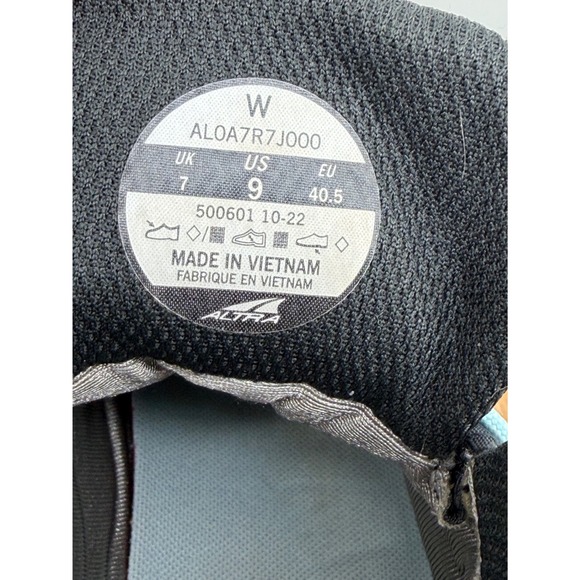 W
AL0A7R7J000
UK US EU
7 9 40.5
500601 10-22
MADE IN VIETNAM
FABRIQUE EN VIETNAM
ALTRA